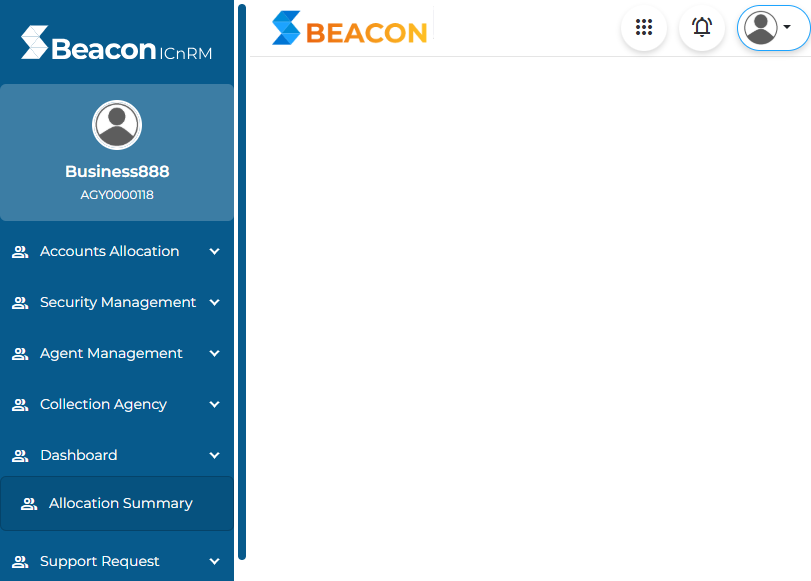 Beacon ICnRM
BEACON
Business888
AGY0000118
Accounts Allocation
Security Management
Agent Management
Collection Agency
Dashboard
Allocation Summary
Support Request